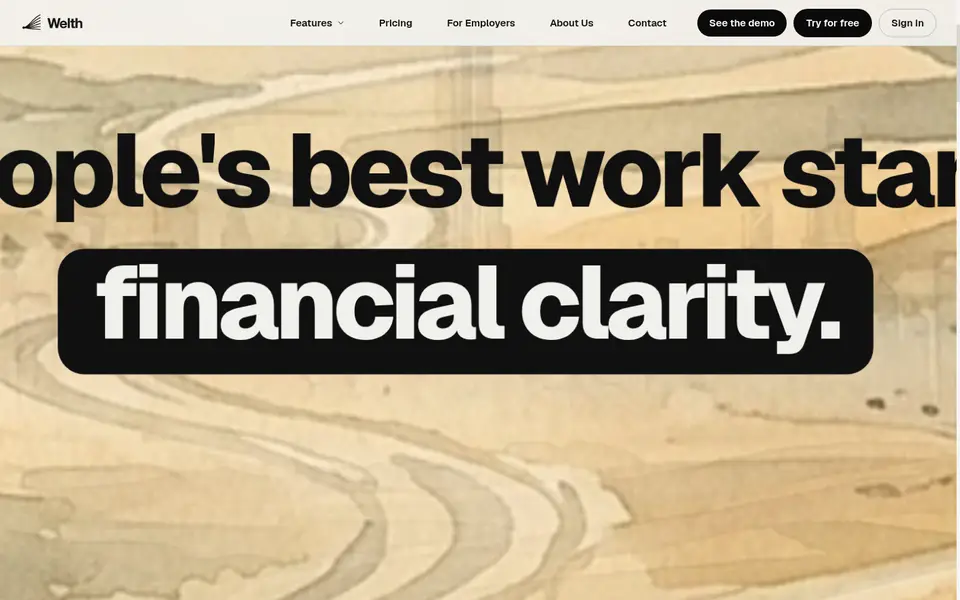 Welth
Features
Pricing
For Employers
About Us
Contact
See the demo
Try for free
Sign in
ople's best work star
financial clarity.